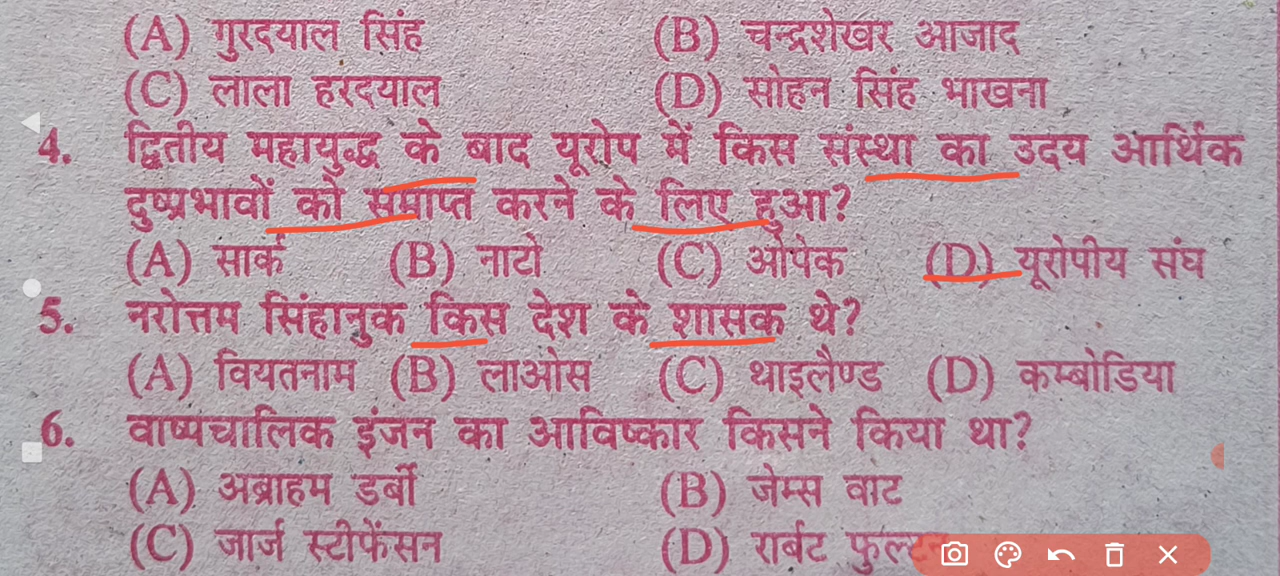 (A) गुरदयाल सिंह (B) चन्द्रशेखर आजाद
(C) लाला हरदयाल (D) सोहन सिंह भाखना
4. द्वितीय महायुद्ध के बाद यूरोप में किस संस्था का उदय आर्थिक
दुष्प्रभावों को समाप्त करने के लिए हुआ?
(A) सार्क (B) नाटो (C) ओपेक (D) यूरोपीय संघ
5. नरोत्तम सिंहानुक किस देश के शासक थे?
(A) वियतनाम (B) लाओस (C) थाइलैण्ड (D) कम्बोडिया
6. वाष्पचालिक इंजन का आविष्कार किसने किया था?
(A) अब्राहम डर्बी (B) जेम्स वाट
(C) जार्ज स्टीफेंसन (D) रार्बट